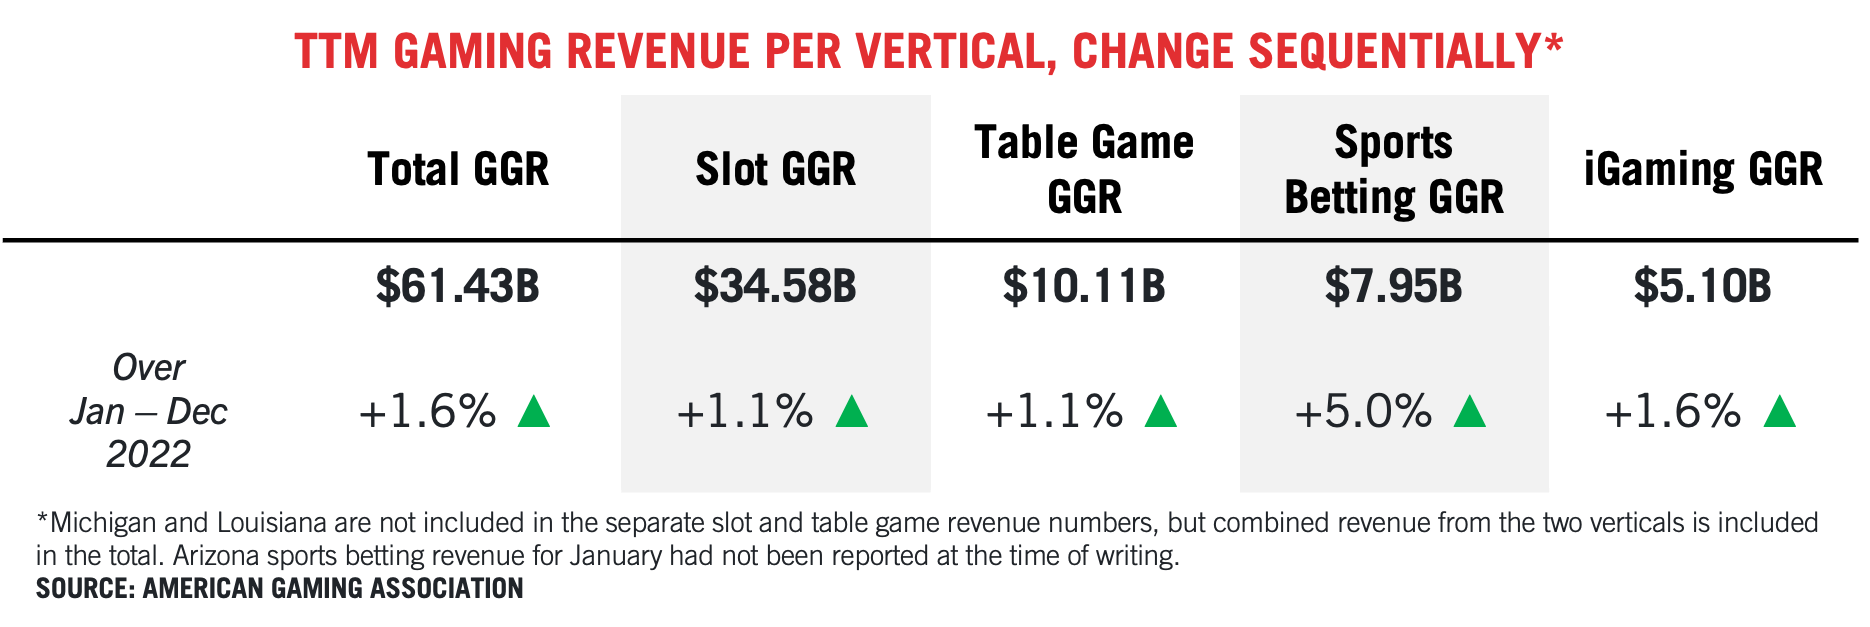 TTM GAMING REVENUE PER VERTICAL, CHANGE SEQUENTIALLY*
Total GGR
Slot GGR
Table Game
GGR
Sports
Betting GGR
iGaming GGR
$61.43B
$34.58B
$10.11B
$7.95B
$5.10B
Over
Jan – Dec
2022
+1.6% ▲
+1.1% ▲
+1.1% ▲
+5.0% ▲
+1.6% ▲
*Michigan and Louisiana are not included in the separate slot and table game revenue numbers, but combined revenue from the two verticals is included
in the total. Arizona sports betting revenue for January had not been reported at the time of writing.
SOURCE: AMERICAN GAMING ASSOCIATION